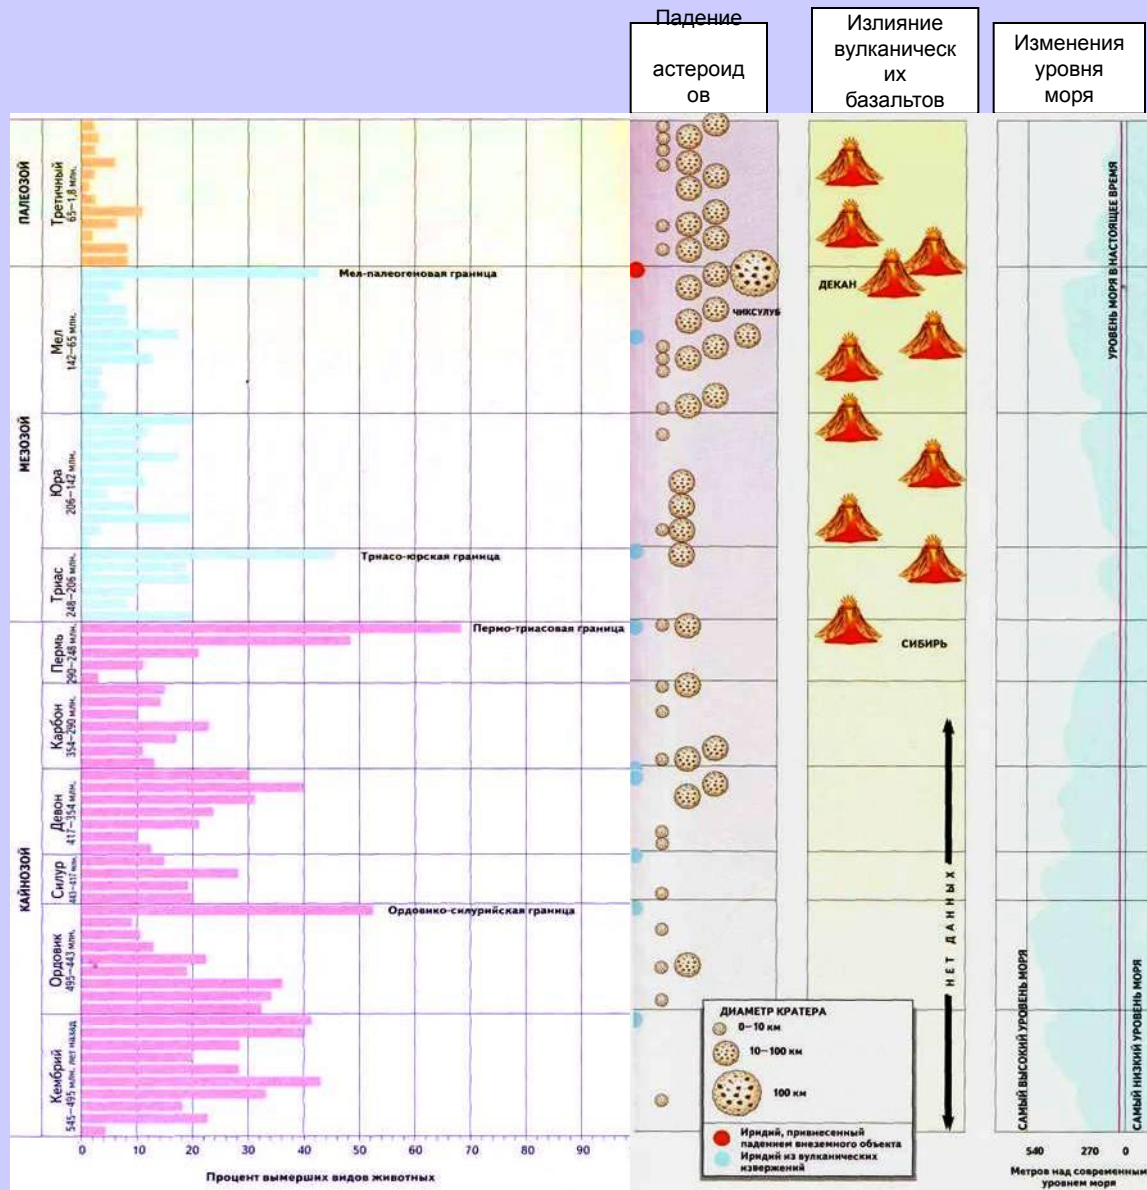 Падение
астероид
ов
Излияние
вулканическ
их
базальтов
Изменения
уровня
моря
ПАЛЕОЗОЙ
Третичный
65–1,8 млн.
МЕЗОЗОЙ
Мел
142–65 млн.
Юра
206–142 млн.
Триас
248–206 млн.
КАЙНОЗОЙ
Пермь
290–248 млн.
Карбон
354–290 млн.
Девон
417–354 млн.
Силур
443–417 млн.
Ордовик
495–443 млн.
Кембрий
545–495 млн. лет назад
Мел-палеогеновая граница
Триасо-юрская граница
Пермо-триасовая граница
Ордовико-силурийская граница
0 10 20 30 40 50 60 70 80 90
Процент вымерших видов животных
ЧИКСУЛУБ
ДЕКАН
СИБИРЬ
НЕТ ДАННЫХ
ДИАМЕТР КРАТЕРА
0–10 км
10–100 км
100 км
Иридий, привнесенный
падением внеземного объекта
Иридий из вулканических
извержений
УРОВЕНЬ МОРЯ В НАСТОЯЩЕЕ ВРЕМЯ
САМЫЙ ВЫСОКИЙ УРОВЕНЬ МОРЯ
САМЫЙ НИЗКИЙ УРОВЕНЬ МОРЯ
540 270 0
Метров над современным
уровнем моря